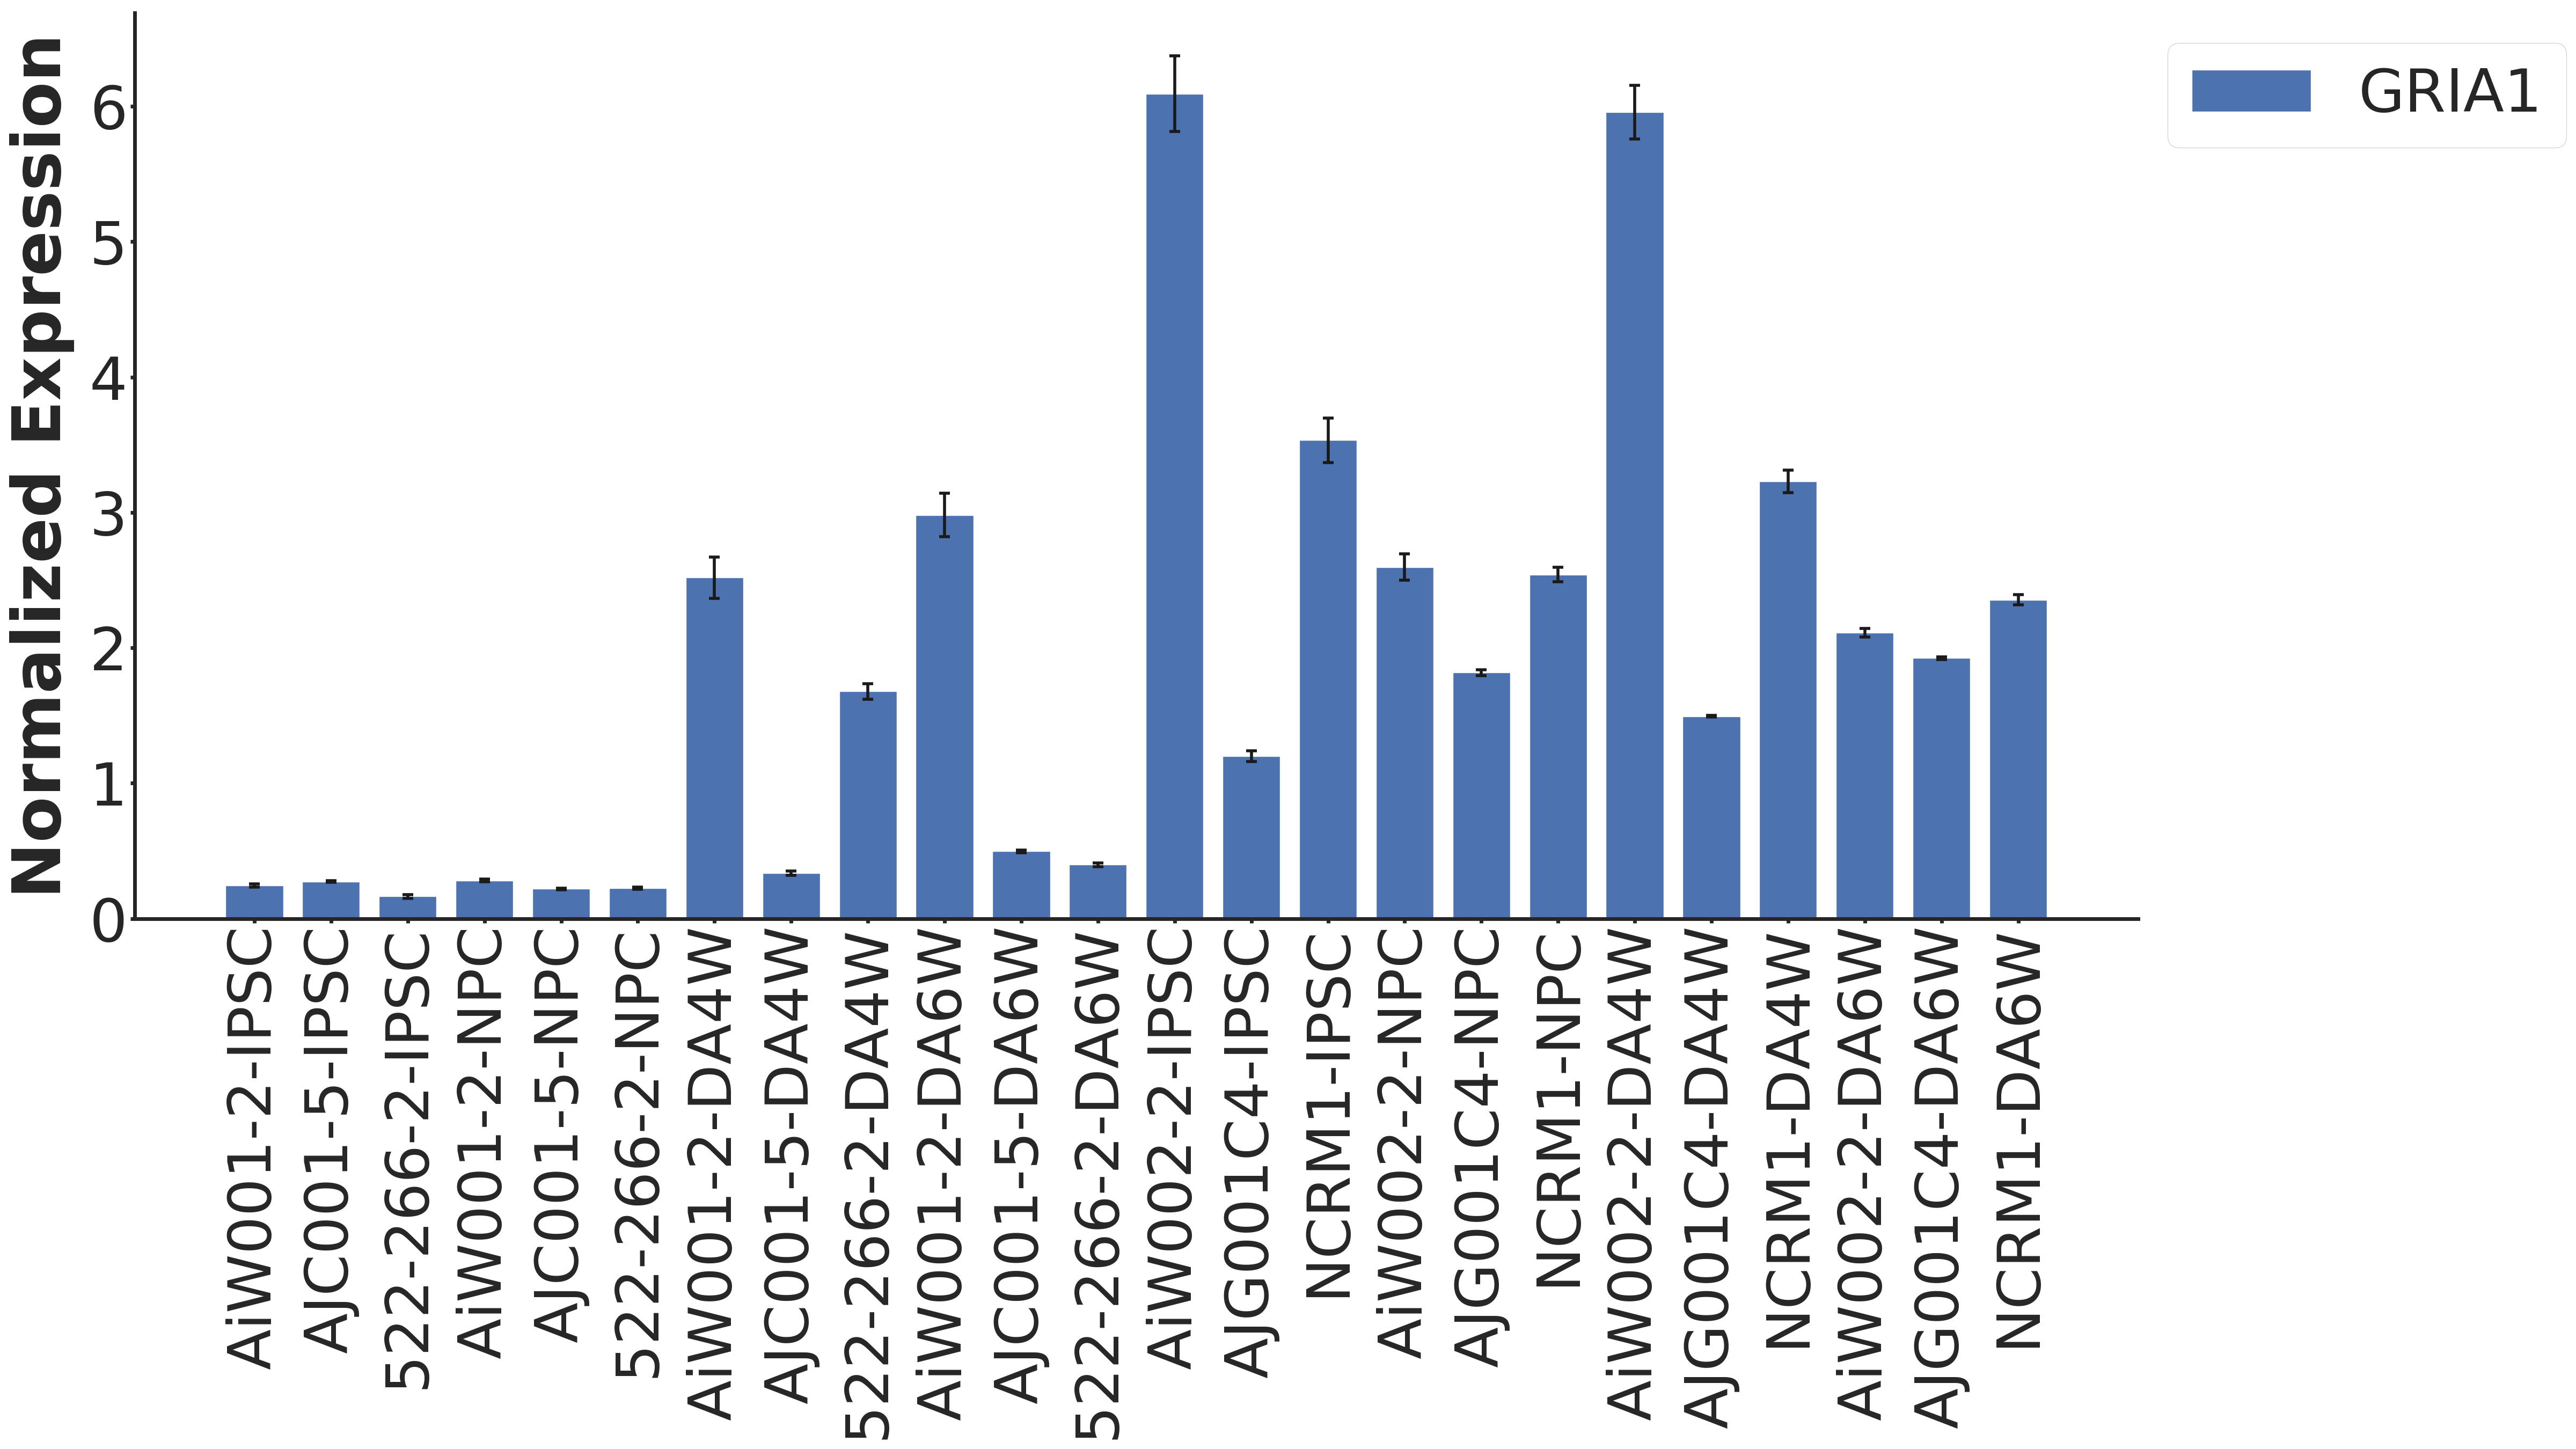 Normalized Expression
6
5
4
3
2
1
0
GRIA1
AiW001-2-IPSC
AJC001-5-IPSC
522-266-2-IPSC
AiW001-2-NPC
AJC001-5-NPC
522-266-2-NPC
AiW001-2-DA4W
AJC001-5-DA4W
522-266-2-DA4W
AiW001-2-DA6W
AJC001-5-DA6W
522-266-2-DA6W
AiW002-2-IPSC
AJG001C4-IPSC
NCRM1-IPSC
AiW002-2-NPC
AJG001C4-NPC
NCRM1-NPC
AiW002-2-DA4W
AJG001C4-DA4W
NCRM1-DA4W
AiW002-2-DA6W
AJG001C4-DA6W
NCRM1-DA6W